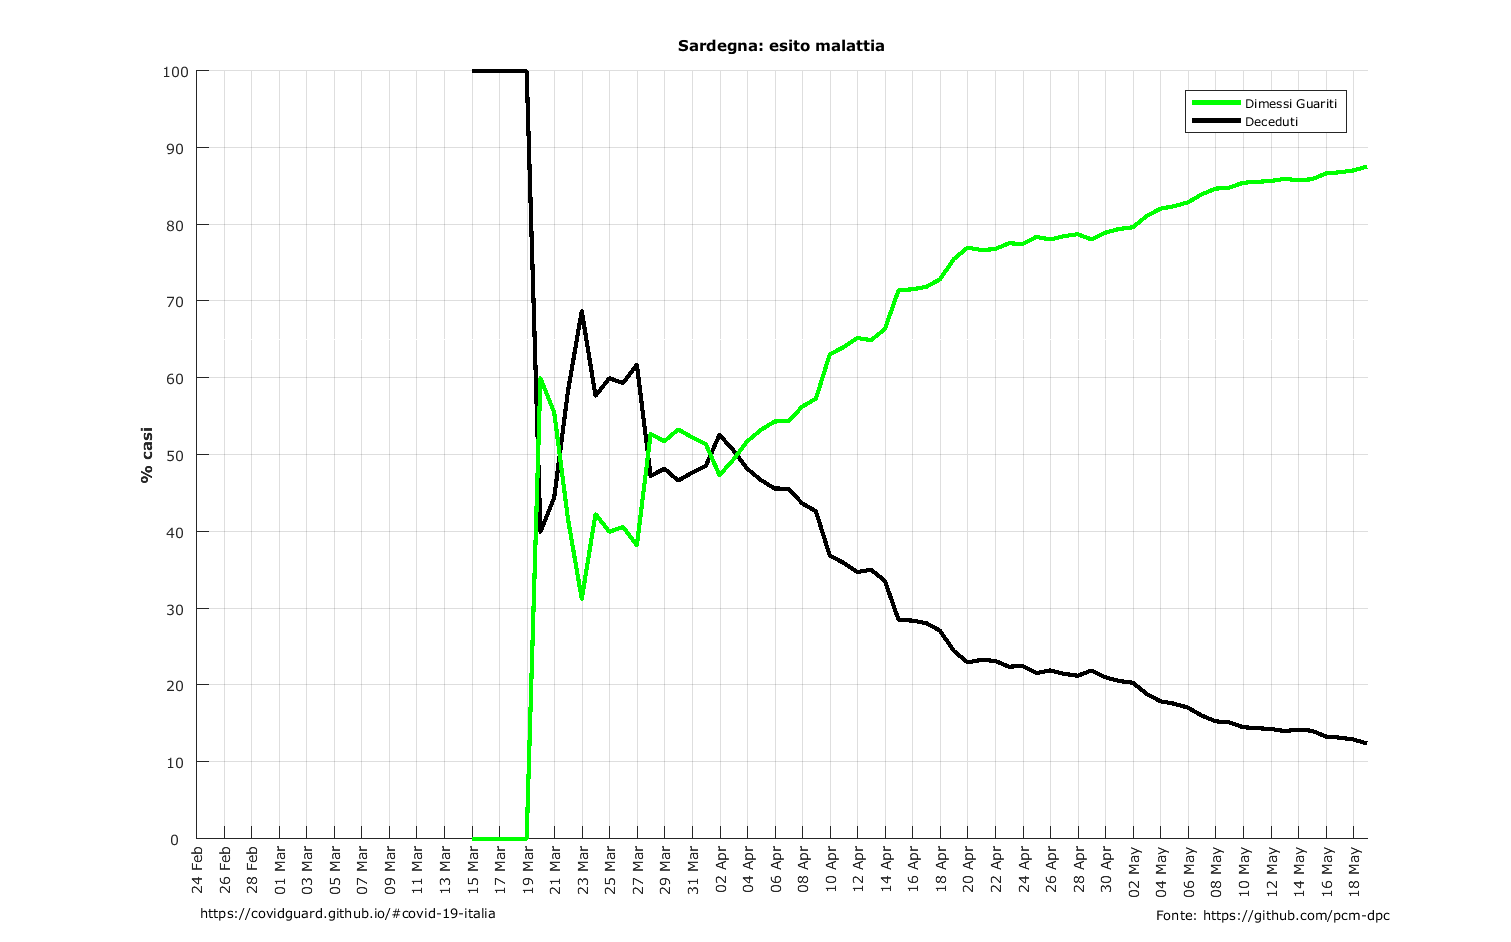 Sardegna: esito malattia
Dimessi Guariti
Deceduti
% casi
100
90
80
70
60
50
40
30
20
10
0
24 Feb
26 Feb
28 Feb
01 Mar
03 Mar
05 Mar
07 Mar
09 Mar
11 Mar
13 Mar
15 Mar
17 Mar
19 Mar
21 Mar
23 Mar
25 Mar
27 Mar
29 Mar
31 Mar
02 Apr
04 Apr
06 Apr
08 Apr
10 Apr
12 Apr
14 Apr
16 Apr
18 Apr
20 Apr
22 Apr
24 Apr
26 Apr
28 Apr
30 Apr
02 May
04 May
06 May
08 May
10 May
12 May
14 May
16 May
18 May
https://covidguard.github.io/#covid-19-italia
Fonte: https://github.com/pcm-dpc